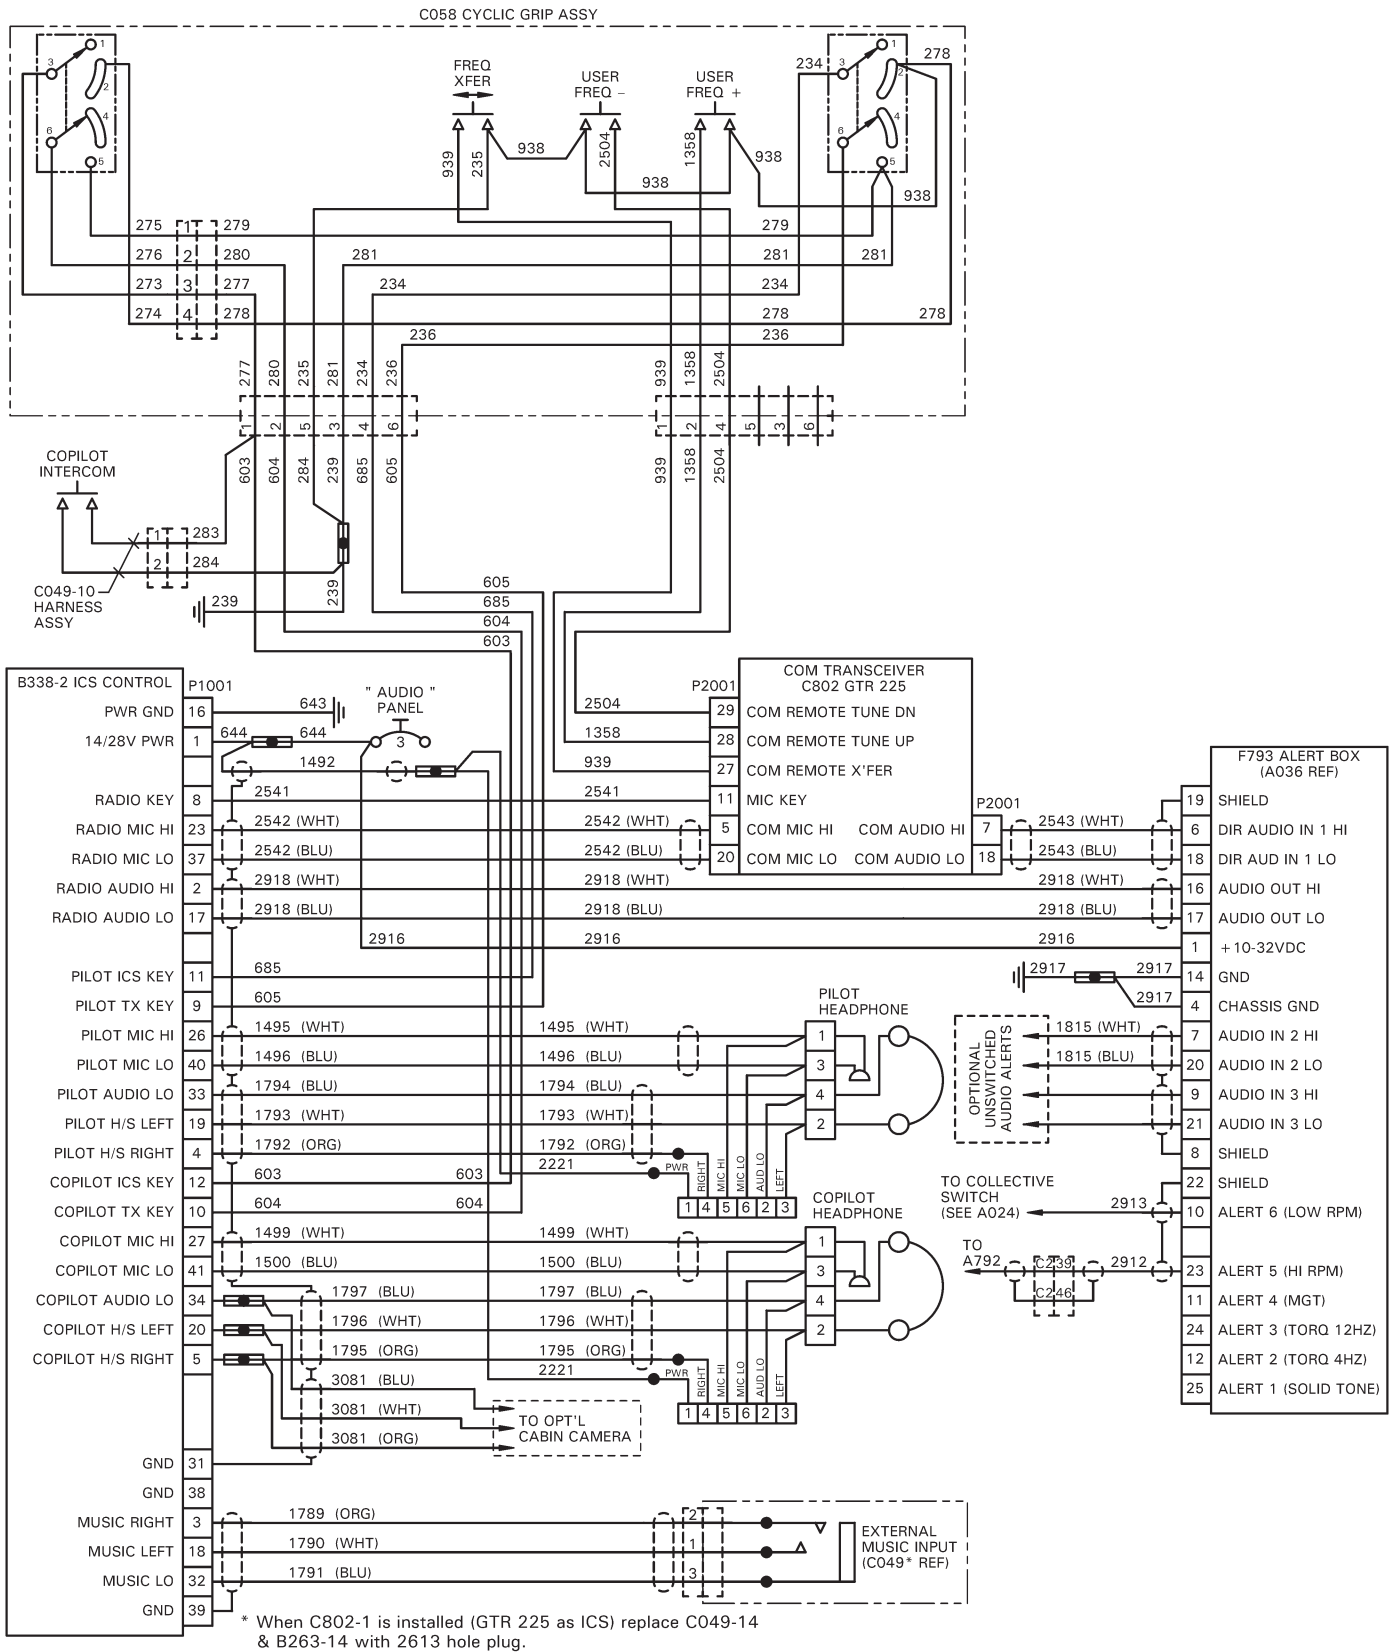 C058 CYCLIC GRIP ASSY
1
3
2
4
6
5
FREQ
XFER
USER
FREQ –
USER
FREQ +
234
1
3
2
4
6
5
278
939
235
938
2504
938
1358
938
938
275
1
279
279
276
2
280
281
281
281
273
3
277
234
234
274
4
278
278
278
236
236
277
280
235
281
234
236
939
1358
2504
1
2
5
3
4
6
1
2
4
5
3
6
603
604
284
239
685
605
939
1358
2504
COPILOT
INTERCOM
1
283
2
284
C049-10
HARNESS
ASSY
239
239
605
685
604
603
B338-2 ICS CONTROL
P1001
PWR GND
16
643
14/28V PWR
1
644
644
" AUDIO "
PANEL
3
1492
RADIO KEY
8
2541
2541
RADIO MIC HI
23
2542 (WHT)
2542 (WHT)
RADIO MIC LO
37
2542 (BLU)
2542 (BLU)
RADIO AUDIO HI
2
2918 (WHT)
2918 (WHT)
2918 (WHT)
RADIO AUDIO LO
17
2918 (BLU)
2918 (BLU)
2918 (BLU)
2916
2916
2916
P2001
COM TRANSCEIVER
C802 GTR 225
2504
29
COM REMOTE TUNE DN
1358
28
COM REMOTE TUNE UP
939
27
COM REMOTE X'FER
11
MIC KEY
P2001
5
COM MIC HI
COM AUDIO HI
7
2543 (WHT)
20
COM MIC LO
COM AUDIO LO
18
2543 (BLU)
F793 ALERT BOX
(A036 REF)
19
SHIELD
6
DIR AUDIO IN 1 HI
18
DIR AUD IN 1 LO
16
AUDIO OUT HI
17
AUDIO OUT LO
1
+10-32VDC
2917
2917
14
GND
2917
4
CHASSIS GND
1815 (WHT)
7
AUDIO IN 2 HI
1815 (BLU)
20
AUDIO IN 2 LO
9
AUDIO IN 3 HI
21
AUDIO IN 3 LO
8
SHIELD
22
SHIELD
2913
10
ALERT 6 (LOW RPM)
2912
23
ALERT 5 (HI RPM)
11
ALERT 4 (MGT)
24
ALERT 3 (TORQ 12HZ)
12
ALERT 2 (TORQ 4HZ)
25
ALERT 1 (SOLID TONE)
OPTIONAL
UNSWITCHED
AUDIO ALERTS
TO COLLECTIVE
SWITCH
(SEE A024)
TO
A792
C239
C246
PILOT ICS KEY
11
685
PILOT TX KEY
9
605
PILOT MIC HI
26
1495 (WHT)
1495 (WHT)
PILOT MIC LO
40
1496 (BLU)
1496 (BLU)
PILOT AUDIO LO
33
1794 (BLU)
1794 (BLU)
PILOT H/S LEFT
19
1793 (WHT)
1793 (WHT)
PILOT H/S RIGHT
4
1792 (ORG)
1792 (ORG)
2221
PILOT
HEADPHONE
1
3
4
2
PWR
RIGHT
MIC HI
MIC LO
AUD LO
LEFT
1
4
5
6
2
3
COPILOT ICS KEY
12
603
603
COPILOT TX KEY
10
604
604
COPILOT MIC HI
27
1499 (WHT)
1499 (WHT)
COPILOT MIC LO
41
1500 (BLU)
1500 (BLU)
COPILOT AUDIO LO
34
1797 (BLU)
1797 (BLU)
COPILOT H/S LEFT
20
1796 (WHT)
1796 (WHT)
COPILOT H/S RIGHT
5
1795 (ORG)
1795 (ORG)
2221
COPILOT
HEADPHONE
1
3
4
2
PWR
RIGHT
MIC HI
MIC LO
AUD LO
LEFT
1
4
5
6
2
3
3081 (BLU)
3081 (WHT)
3081 (ORG)
TO OPT'L
CABIN CAMERA
GND
31
GND
38
MUSIC RIGHT
3
1789 (ORG)
2
MUSIC LEFT
18
1790 (WHT)
1
MUSIC LO
32
1791 (BLU)
3
GND
39
EXTERNAL
MUSIC INPUT
(C049* REF)
* When C802-1 is installed (GTR 225 as ICS) replace C049-14
& B263-14 with 2613 hole plug.